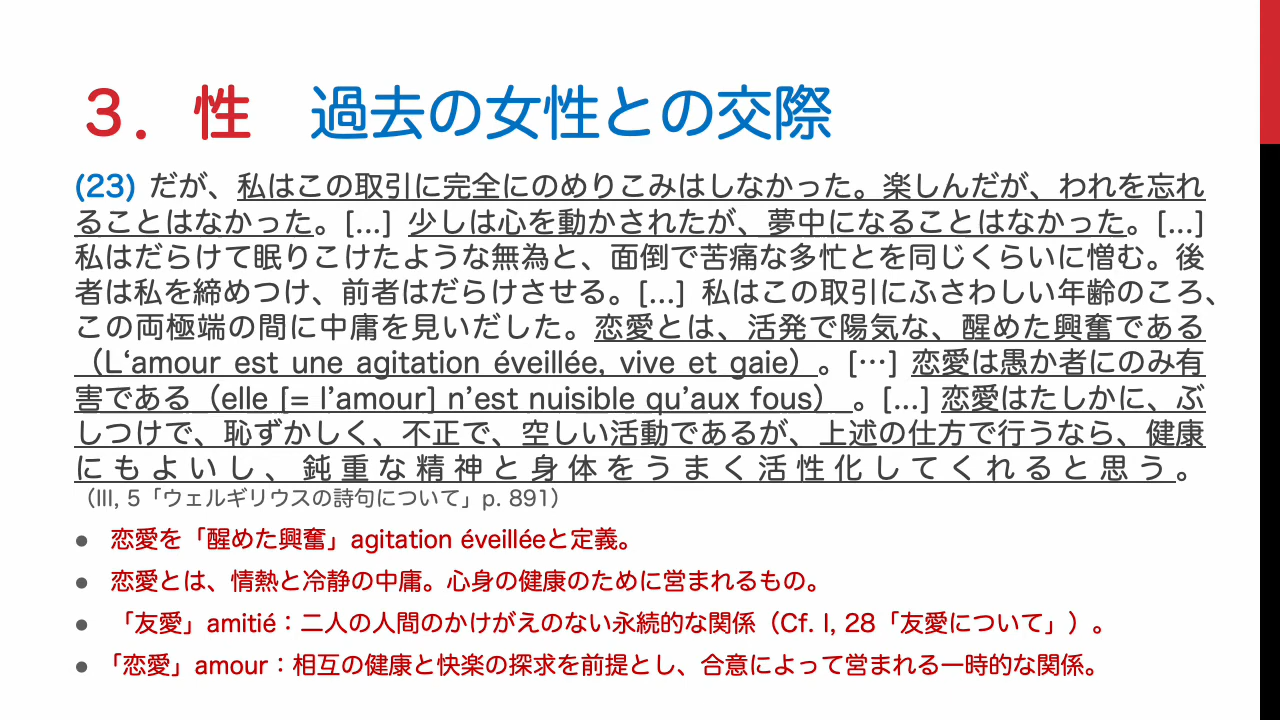 ３．性　過去の女性との交際
(23) だが、私はこの取引に完全にのめりこみはしなかった。楽しんだが、われを忘れ
ることはなかった。[...] 少しは心を動かされたが、夢中になることはなかった。[...]
私はだらけて眠りこけたような無為と、面倒で苦痛な多忙とを同じくらいに憎む。後
者は私を締めつけ、前者はだらけさせる。[...] 私はこの取引にふさわしい年齢のころ、
この両極端の間に中庸を見いだした。恋愛とは、活発で陽気な、醒めた興奮である
（L‘amour est une agitation éveillée, vive et gaie）。[…] 恋愛は愚か者にのみ有
害である（elle [= l’amour] n’est nuisible qu’aux fous） 。[...] 恋愛はたしかに、ぶ
しつけで、恥ずかしく、不正で、空しい活動であるが、上述の仕方で行うなら、健康
にもよいし、鈍重な精神と身体をうまく活性化してくれると思う。
（III, 5「ウェルギリウスの詩句について」p. 891）
● 恋愛を「醒めた興奮」agitation éveilléeと定義。
● 恋愛とは、情熱と冷静の中庸。心身の健康のために営まれるもの。
● 「友愛」amitié：二人の人間のかけがえのない永続的な関係（Cf. I, 28「友愛について」）。
● 「恋愛」amour：相互の健康と快楽の探求を前提とし、合意によって営まれる一時的な関係。